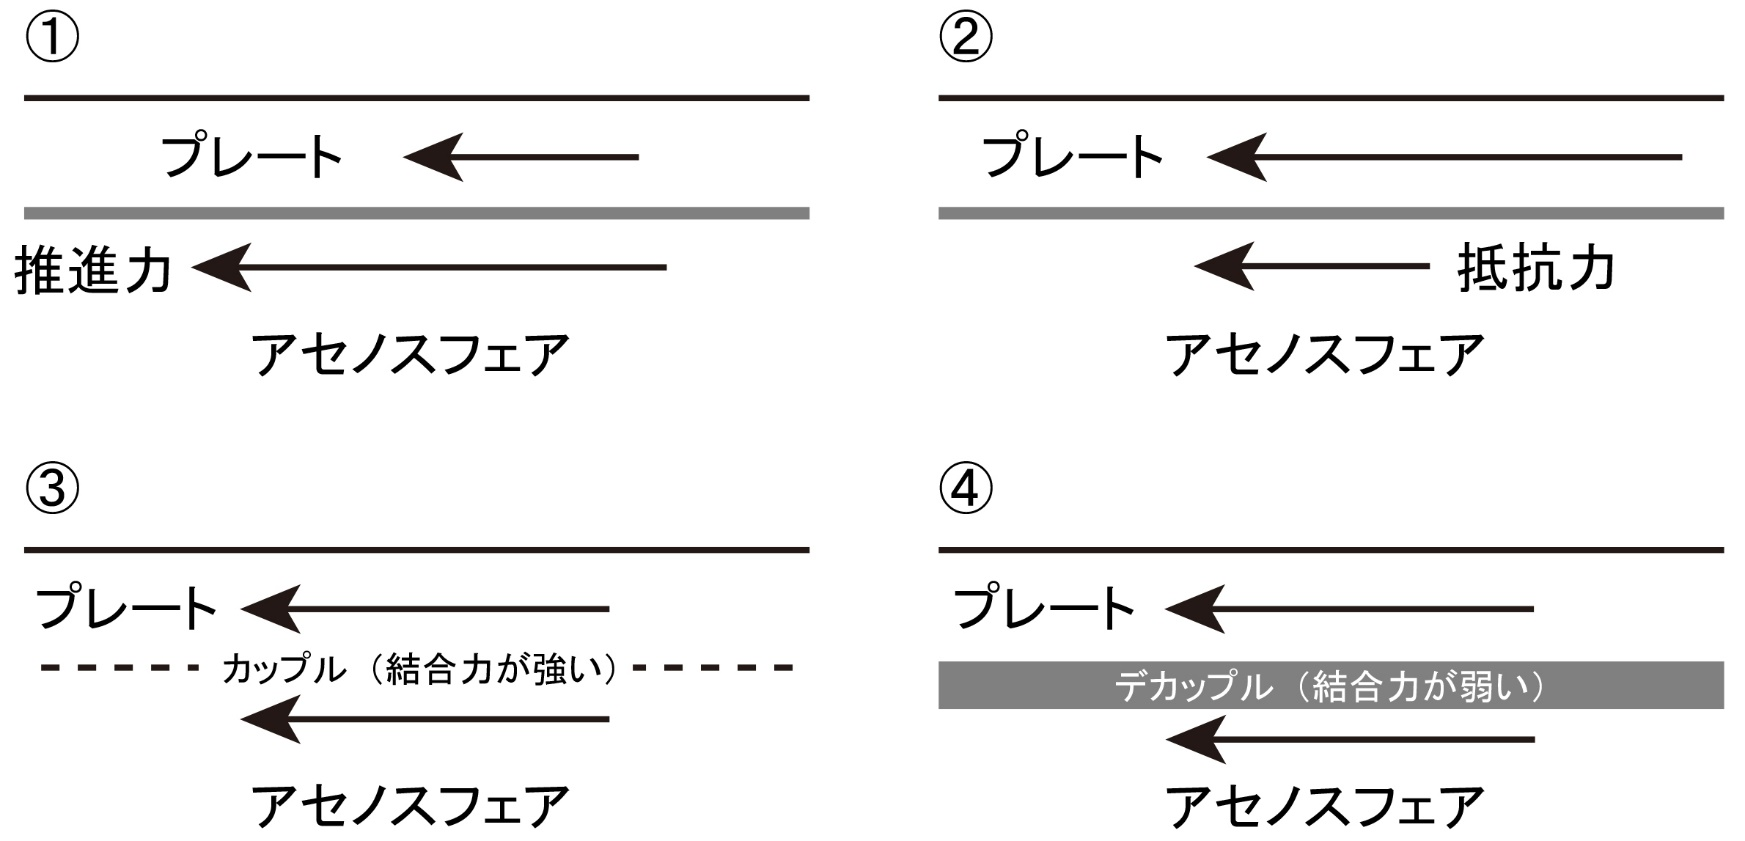 ①
プレート
推進力
アセノスフェア
②
プレート
抵抗力
アセノスフェア
③
プレート
カップル（結合力が強い）
アセノスフェア
④
プレート
デカップル（結合力が弱い）
アセノスフェア